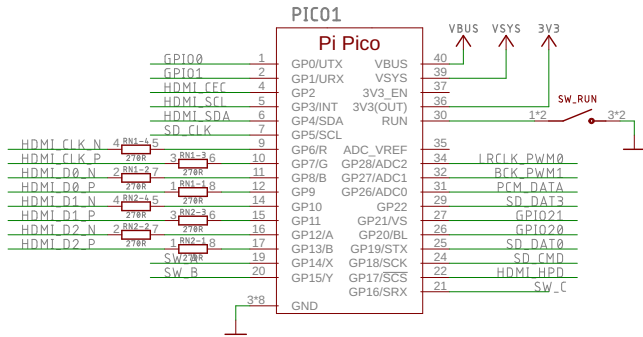 PICO1
Pi Pico
VBUS VSYS 3V3
GPIO0 1 GP0/UTX VBUS 40
GPIO1 2 GP1/URX VSYS 39
HDMI_CEC 4 GP2 3V3_EN 37
HDMI_SCL 5 GP3/INT 3V3(OUT) 36
SW_RUN
HDMI_SDA 6 GP4/SDA RUN 30 1*2 3*2
SD_CLK 7 GP5/SCL
HDMI_CLK_N 4 RN1-4 5 270R 9 GP6/R ADC_VREF 35
HDMI_CLK_P 3 RN1-3 6 270R 10 GP7/G GP28/ADC2 34 LRCLK_PWM0
HDMI_D0_N 2 RN1-2 7 270R 11 GP8/B GP27/ADC1 32 BCK_PWM1
HDMI_D0_P 1 RN1-1 8 270R 12 GP9 GP26/ADC0 31 PCM_DATA
HDMI_D1_N 4 RN2-4 5 270R 14 GP10 GP22 29 SD_DAT3
HDMI_D1_P 3 RN2-3 6 270R 15 GP11 GP21/VS 27 GPIO21
HDMI_D2_N 2 RN2-2 7 270R 16 GP12/A GP20/BL 26 GPIO20
HDMI_D2_P 1 RN2-1 8 270R 17 GP13/B GP19/STX 25 SD_DAT0
SW_A 19 GP14/X GP18/SCK 24 SD_CMD
SW_B 20 GP15/Y GP17/SCS 22 HDMI_HPD
GP16/SRX 21 SW_C
3*8 GND